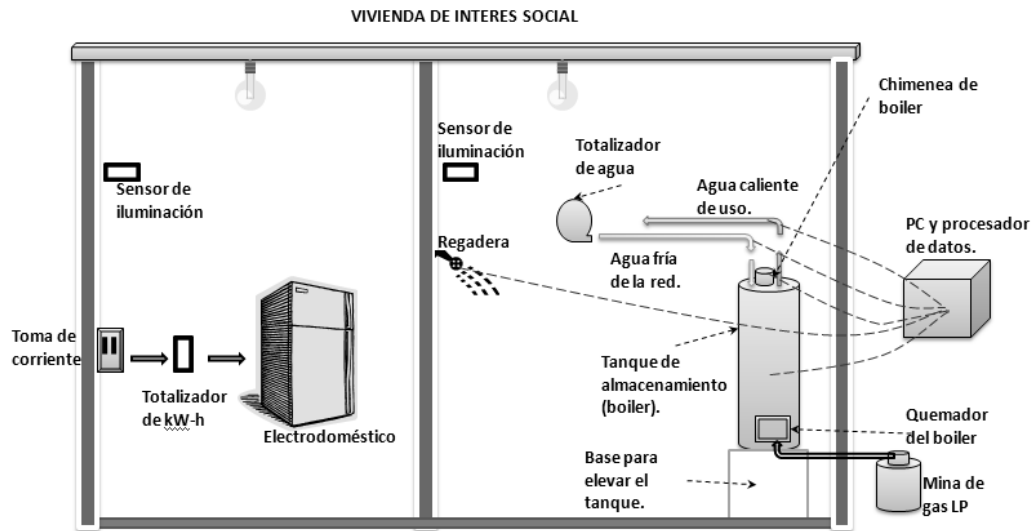 VIVIENDA DE INTERES SOCIAL
Chimenea de
boiler
Sensor de
iluminación
Totalizador
de agua
Sensor de
iluminación
Agua caliente
de uso.
PC y procesador
de datos.
Regadera
Agua fría
de la red.
Toma de
corriente
Tanque de
almacenamiento
(boiler).
Totalizador
de kW-h
Electrodoméstico
Quemador
del boiler
Base para
elevar el
tanque.
Mina de
gas LP